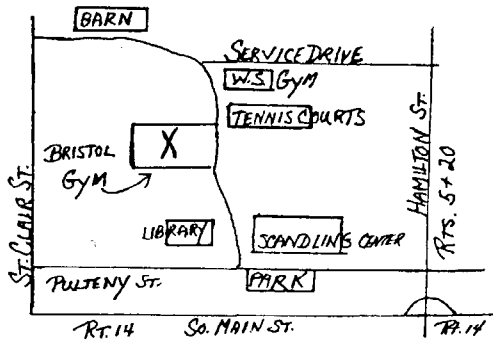 BARN
SERVICE DRIVE
W.S. GYM
TENNIS COURTS
X
BRISTOL
GYM
ST. CLAIR ST.
HAMILTON ST.
RTS. 5+20
LIBRARY
SCANDLING CENTER
PULTENY ST.
PARK
RT. 14
SO. MAIN ST.
RT. 14